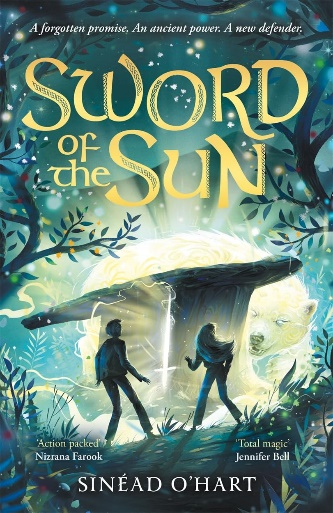 A forgotten promise. An ancient power. A new defender.
SWORD
OF the
SUN
'Action packed'
Nizrana Farook
'Total magic'
Jennifer Bell
SINÉAD O'HART